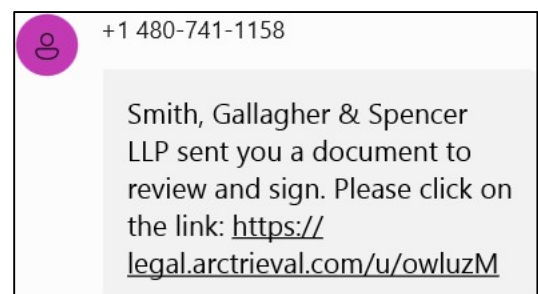 +1 480-741-1158
Smith, Gallagher & Spencer
LLP sent you a document to
review and sign. Please click on
the link: https://
legal.arctrieval.com/u/owluzM